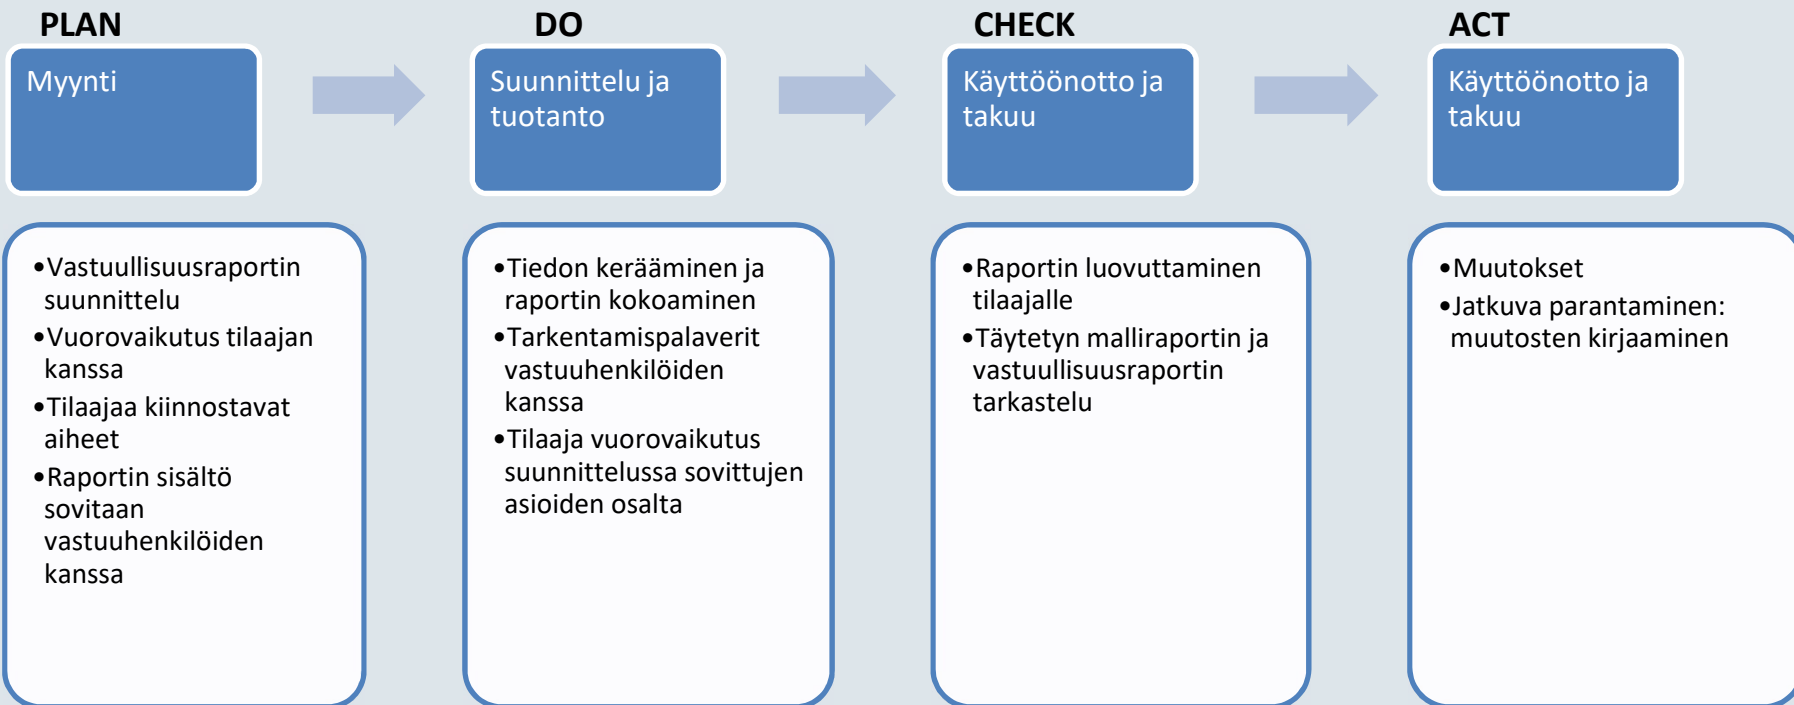 PLAN
Myynti
•Vastuullisuusraportin
suunnittelu
•Vuorovaikutus tilaajan
kanssa
•Tilaajaa kiinnostavat
aiheet
•Raportin sisältö
sovitaan
vastuuhenkilöiden
kanssa
DO
Suunnittelu ja
tuotanto
•Tiedon kerääminen ja
raportin kokoaminen
•Tarkentamispalaverit
vastuuhenkilöiden
kanssa
•Tilaaja vuorovaikutus
suunnittelussa sovittujen
asioiden osalta
CHECK
Käyttöönotto ja
takuu
•Raportin luovuttaminen
tilaajalle
•Täytetyn malliraportin ja
vastuullisuusraportin
tarkastelu
ACT
Käyttöönotto ja
takuu
•Muutokset
•Jatkuva parantaminen:
muutosten kirjaaminen